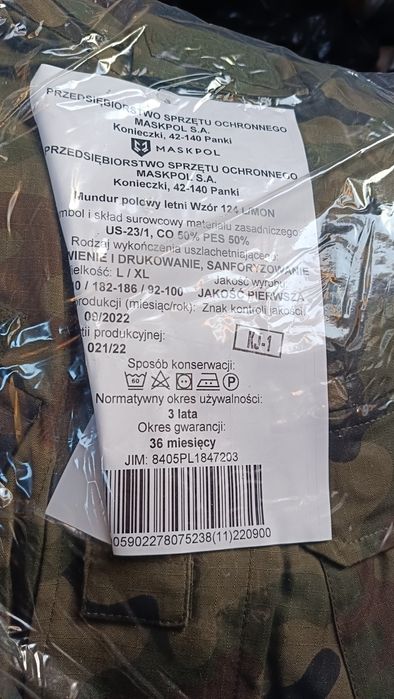 PRZEDSIĘBIORSTWO SPRZĘTU OCHRONNEGO
MASKPOL S.A.
Konieczki, 42-140 Panki
MASKPOL
PRZEDSIĘBIORSTWO SPRZĘTU OCHRONNEGO
MASKPOL S.A.
Konieczki, 42-140 Panki
Mundur polowy letni Wzór 124 L/MON
mbol i skład surowcowy materiału zasadniczego:
US-23/1, CO 50% PES 50%
Rodzaj wykończenia uszlachetniającego:
WIENIE I DRUKOWANIE, SANFORYZOWANIE
ielkość: L / XL
Jakość wyrobu:
0 / 182-186 / 92-100
JAKOŚĆ PIERWSZA
produkcji (miesiąc/rok):
Znak kontroli jakości
09/2022
rtii produkcyjnej:
KJ-1
021/22
Sposób konserwacji:
60
P
Normatywny okres używalności:
3 lata
Okres gwarancji:
36 miesięcy
JIM: 8405PL1847203
05902278075238(11)220900